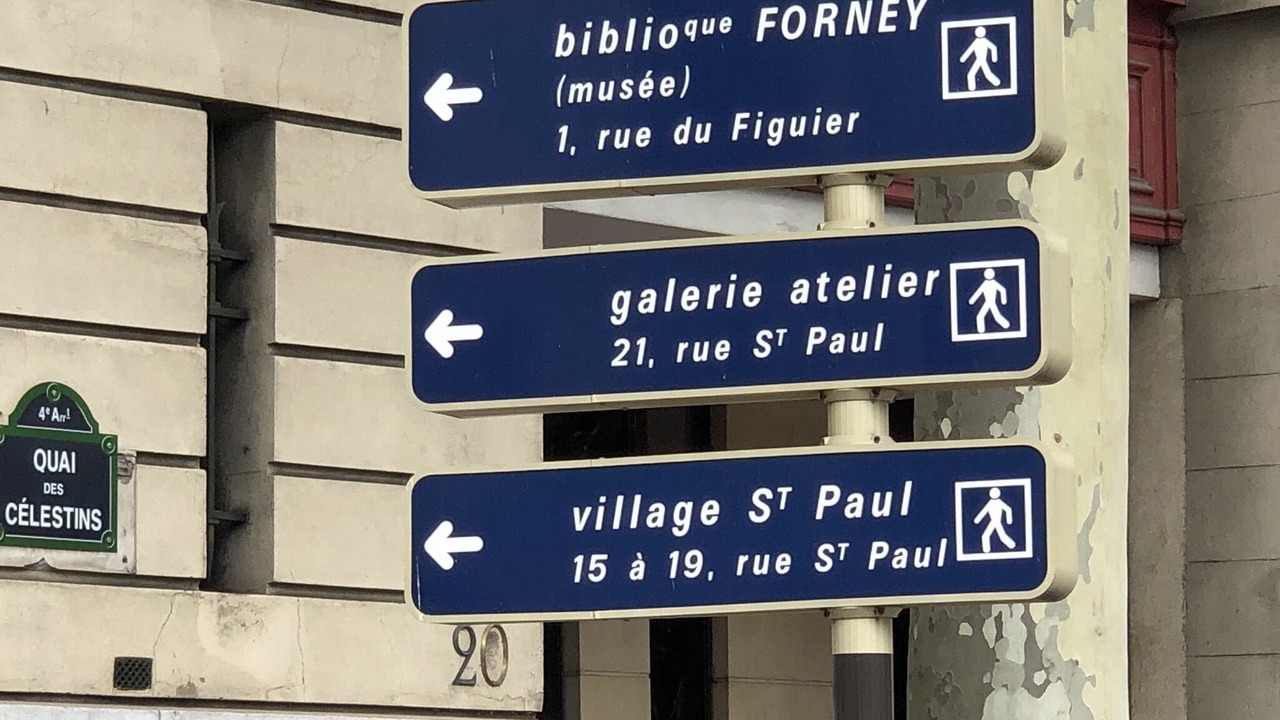 biblioque FORNEY
(musée)
1, rue du Figuier
galerie atelier
21, rue ST Paul
village ST Paul
15 à 19, rue ST Paul
4e Arrt
QUAI
DES
CÉLESTINS
20